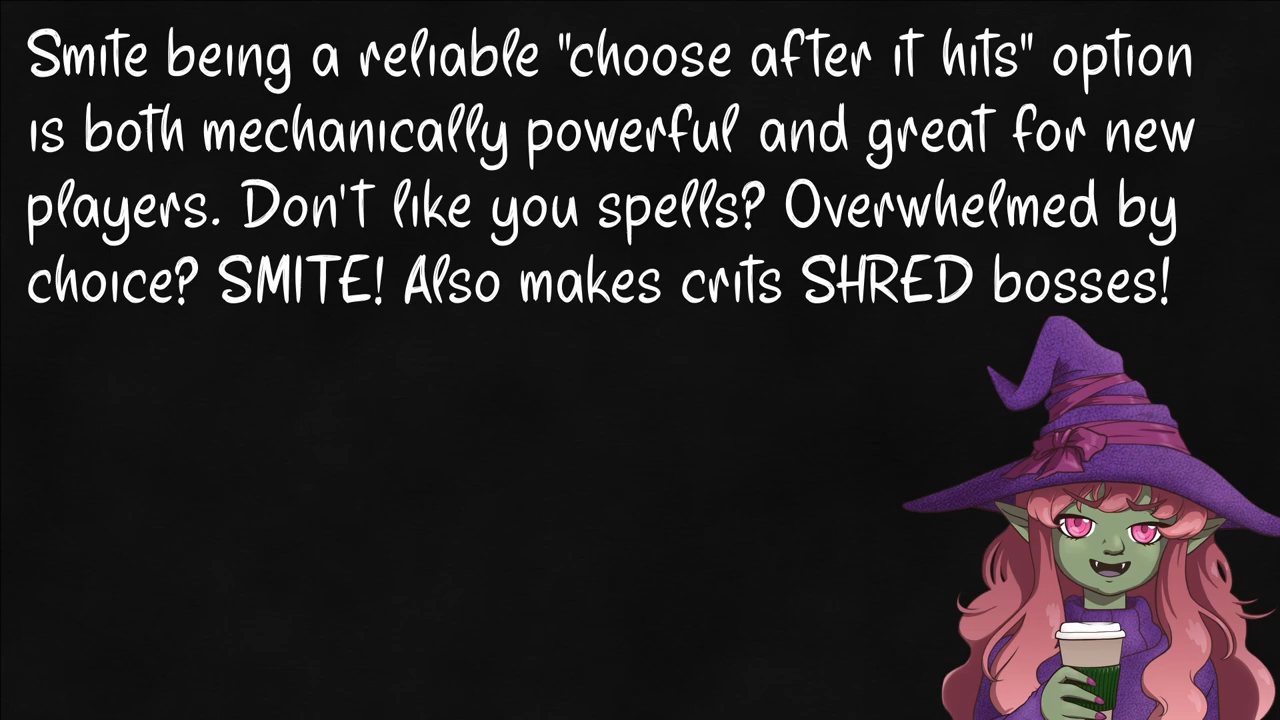 Smite being a reliable "choose after it hits" option
is both mechanically powerful and great for new
players. Don't like you spells? Overwhelmed by
choice? SMITE! Also makes crits SHRED bosses!